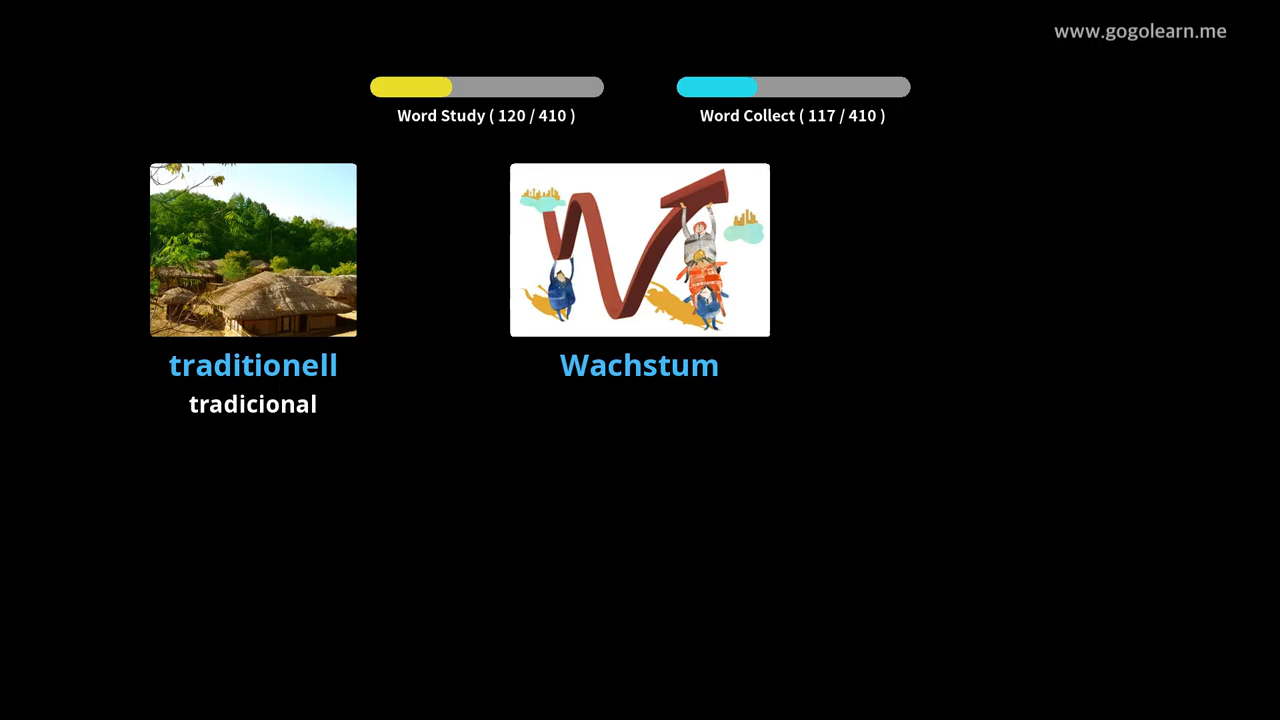 www.gogolearn.me
Word Study ( 120 / 410 )
Word Collect ( 117 / 410 )
traditionell
tradicional
Wachstum